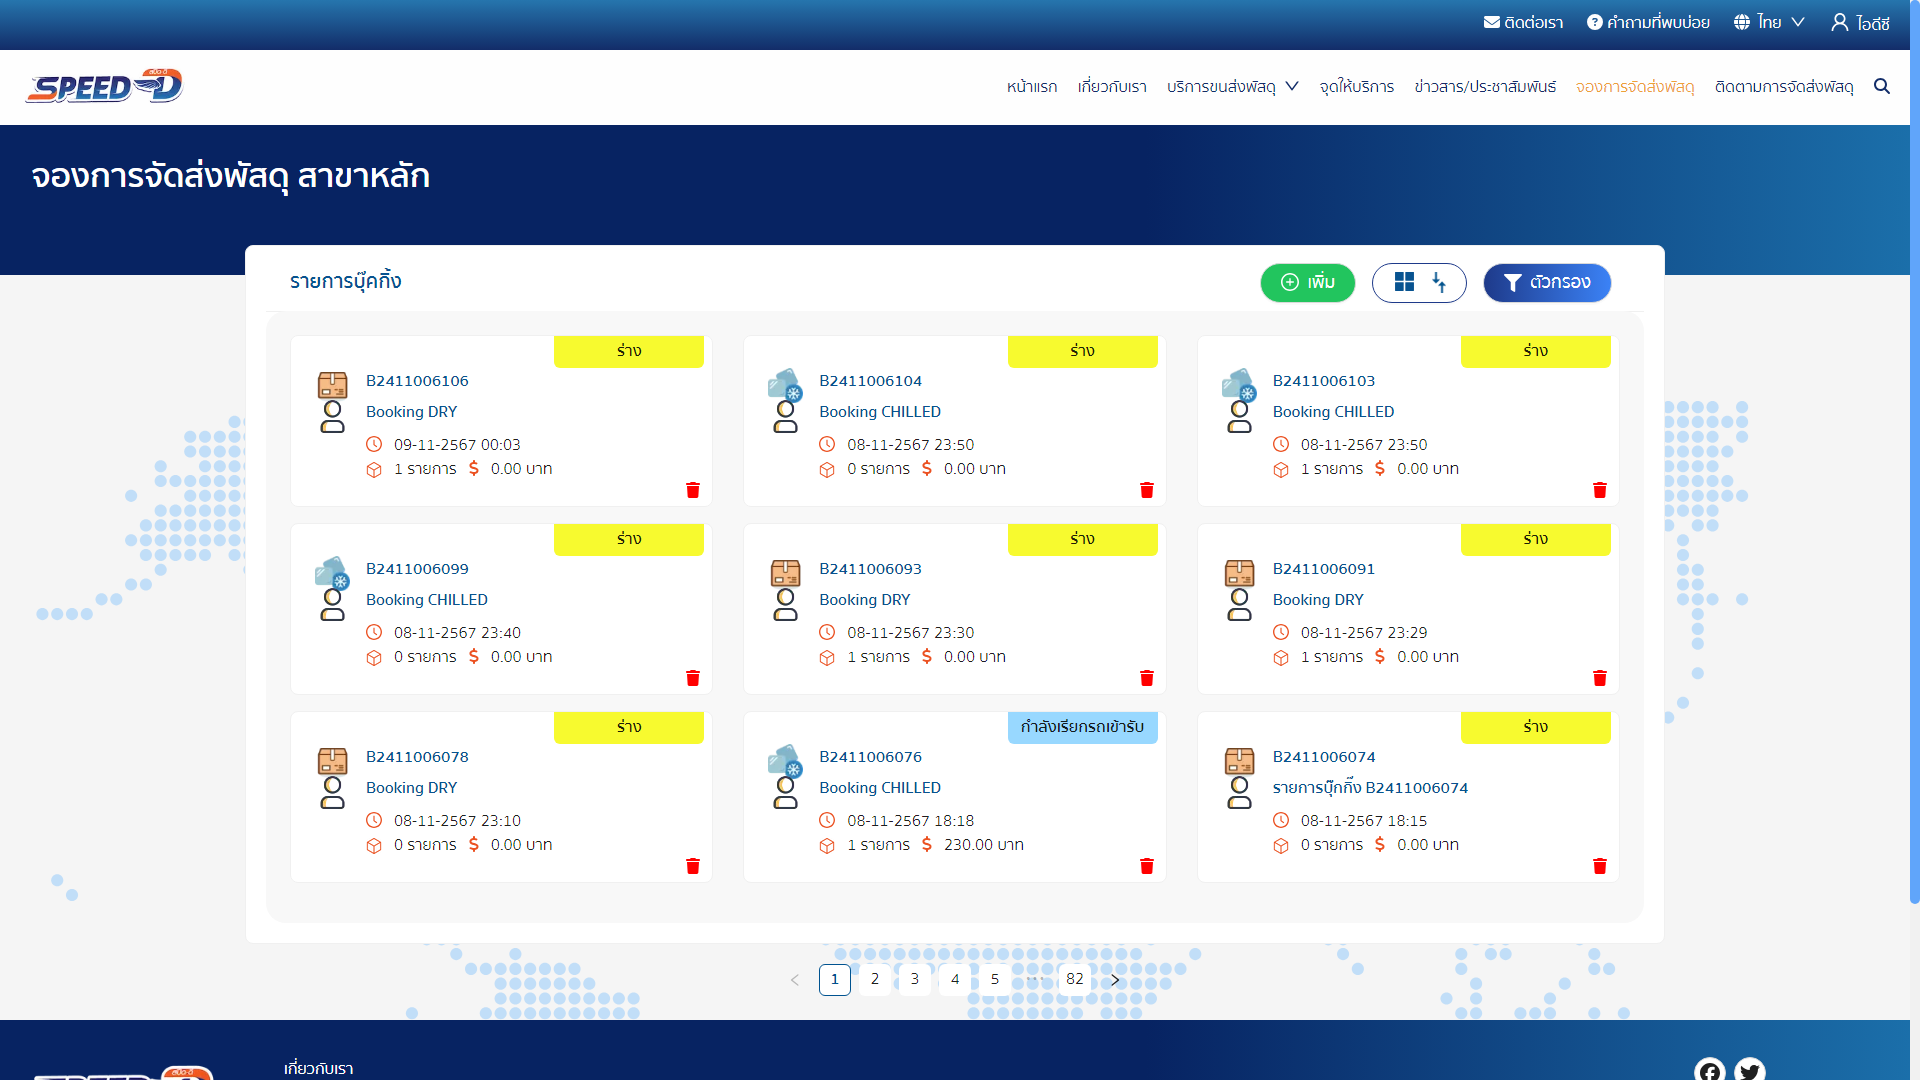 ติดต่อเรา คำถามที่พบบ่อย ไทย ไอดีซี
สปีด-ดี
SPEED-D
หน้าแรก เกี่ยวกับเรา บริการขนส่งพัสดุ จุดให้บริการ ข่าวสาร/ประชาสัมพันธ์ จองการจัดส่งพัสดุ ติดตามการจัดส่งพัสดุ
จองการจัดส่งพัสดุ สาขาหลัก
รายการบุ๊คกิ้ง
เพิ่ม
ตัวกรอง
ร่าง
B2411006106
Booking DRY
09-11-2567 00:03
1 รายการ $ 0.00 บาท
ร่าง
B2411006104
Booking CHILLED
08-11-2567 23:50
0 รายการ $ 0.00 บาท
ร่าง
B2411006103
Booking CHILLED
08-11-2567 23:50
1 รายการ $ 0.00 บาท
ร่าง
B2411006099
Booking CHILLED
08-11-2567 23:40
0 รายการ $ 0.00 บาท
ร่าง
B2411006093
Booking DRY
08-11-2567 23:30
1 รายการ $ 0.00 บาท
ร่าง
B2411006091
Booking DRY
08-11-2567 23:29
1 รายการ $ 0.00 บาท
ร่าง
B2411006078
Booking DRY
08-11-2567 23:10
0 รายการ $ 0.00 บาท
กำลังเรียกรถเข้ารับ
B2411006076
Booking CHILLED
08-11-2567 18:18
1 รายการ $ 230.00 บาท
ร่าง
B2411006074
รายการบุ๊กกิ๊ง B2411006074
08-11-2567 18:15
0 รายการ $ 0.00 บาท
< 1 2 3 4 5 ••• 82 >
เกี่ยวกับเรา